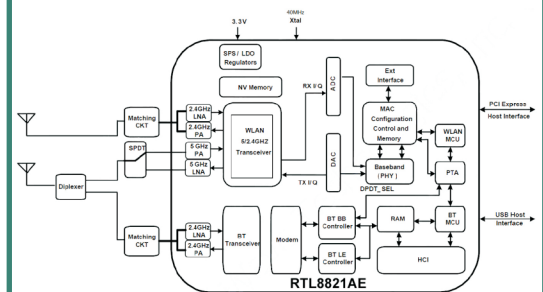 3.3V
40MHz
Xtal
SPS / LDO
Regulators
NV Memory
Matching
CKT
2.4GHz
LNA
2.4GHz
PA
5 GHz
PA
5 GHz
LNA
SPDT
Diplexer
WLAN
5/2.4GHz
Transceiver
RX I/Q
TX I/Q
ADC
DAC
Ext
Interface
MAC
Configuration
Control and
Memory
WLAN
MCU
PTA
Baseband
(PHY)
DPDT_SEL
PCI Express
Host Interface
Matching
CKT
2.4GHz
LNA
2.4GHz
PA
BT
Transceiver
Modem
BT BB
Controller
BT LE
Controller
RAM
BT
MCU
HCI
USB Host
Interface
RTL8821AE